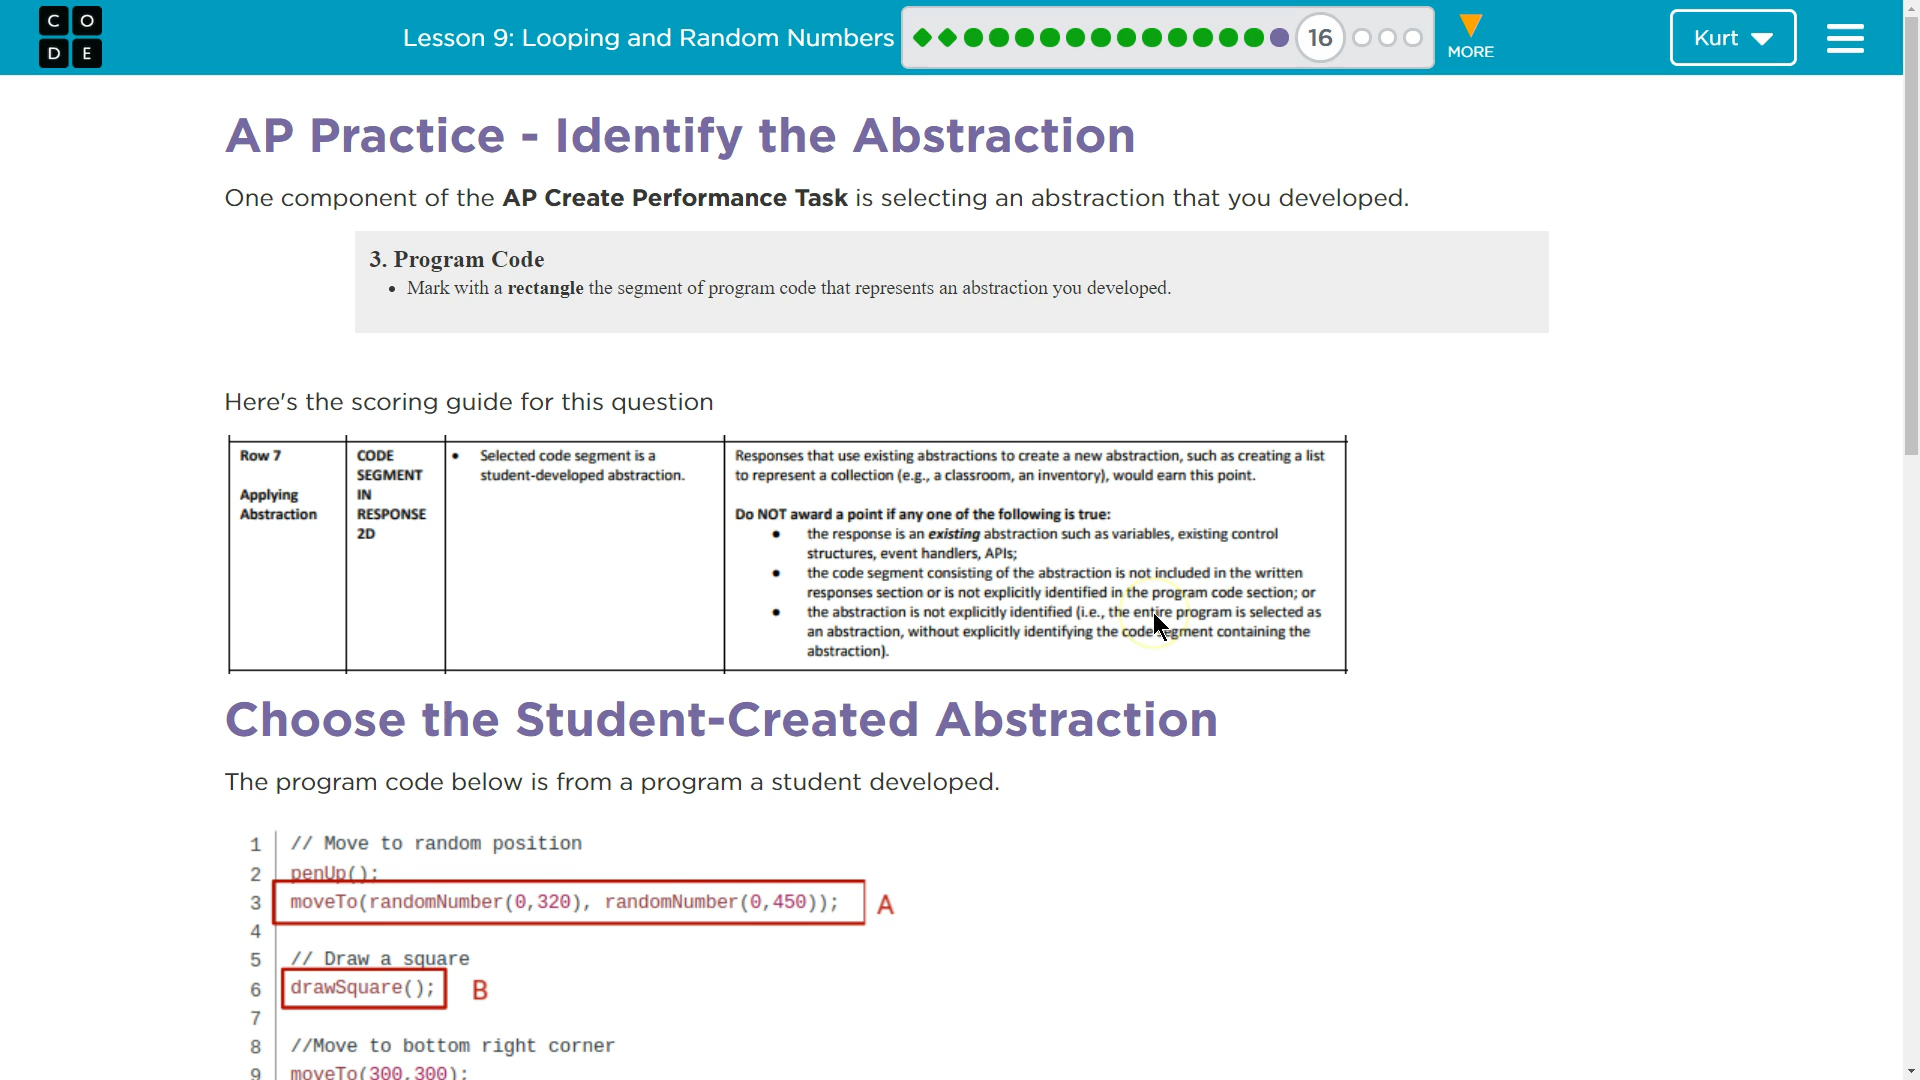 CODE
Lesson 9: Looping and Random Numbers
16
MORE
Kurt
AP Practice - Identify the Abstraction
One component of the AP Create Performance Task is selecting an abstraction that you developed.
3. Program Code
• Mark with a rectangle the segment of program code that represents an abstraction you developed.
Here's the scoring guide for this question
Row 7
Applying
Abstraction
CODE
SEGMENT
IN
RESPONSE
2D
• Selected code segment is a
student-developed abstraction.
Responses that use existing abstractions to create a new abstraction, such as creating a list
to represent a collection (e.g., a classroom, an inventory), would earn this point.
Do NOT award a point if any one of the following is true:
• the response is an existing abstraction such as variables, existing control
structures, event handlers, APIs;
• the code segment consisting of the abstraction is not included in the written
responses section or is not explicitly identified in the program code section; or
• the abstraction is not explicitly identified (i.e., the entire program is selected as
an abstraction, without explicitly identifying the code segment containing the
abstraction).
Choose the Student-Created Abstraction
The program code below is from a program a student developed.
1 // Move to random position
2 penUp();
3 moveTo(randomNumber(0,320), randomNumber(0,450)); A
4
5 // Draw a square
6 drawSquare(); B
7
8 //Move to bottom right corner
9 moveTo(300,300);